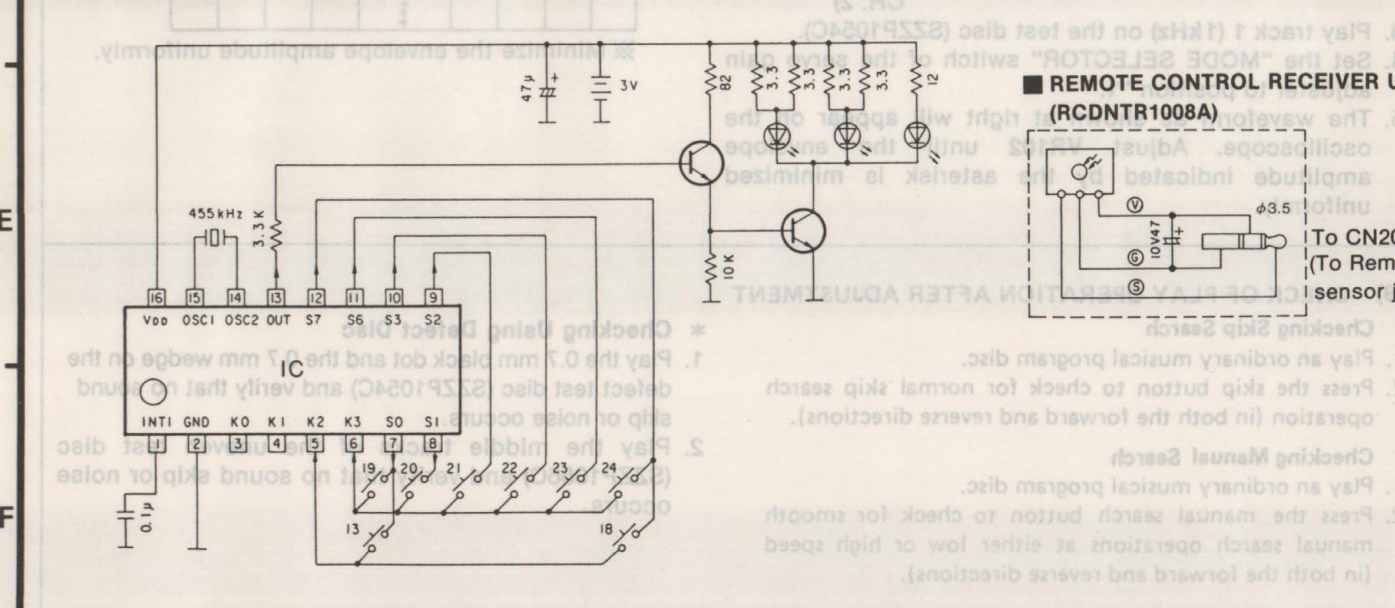 47μ
+
3V
82
3.3
3.3
3.3
3.3
12
■ REMOTE CONTROL RECEIVER U
(RCDNTR1008A)
E
455kHz
3.3K
10K
V
G
S
10V47
+
φ3.5
To CN20
(To Rem
sensor j
16 15 14 13 12 11 10 9
VDD OSC1 OSC2 OUT S7 S6 S3 S2
IC
INT1 GND K0 K1 K2 K3 S0 S1
1 2 3 4 5 6 7 8
F
0.1μ
19 20 21 22 23 24
13 18
CH. 2)
Play track 1 (1kHz) on the test disc (SZZP1054C).
Set the "MODE SELECTOR" switch of the servo gain
adjuster to position "1".
The waveform as shown at right will appear on the
oscilloscope. Adjust VR102 until the envelope
amplitude indicated by the asterisk is minimized
uniformly.
※ Minimize the envelope amplitude uniformly.
CHECK OF PLAY OPERATION AFTER ADJUSTMENT
Checking Skip Search
Play an ordinary musical program disc.
Press the skip button to check for normal skip search
operation (in both the forward and reverse directions).
Checking Manual Search
Play an ordinary musical program disc.
Press the manual search button to check for smooth
manual search operations at either low or high speed
(in both the forward and reverse directions).
* Checking Using Defect Disc
1. Play the 0.7 mm black dot and the 0.7 mm wedge on the
defect test disc (SZZP1054C) and verify that no sound
skip or noise occurs.
2. Play the middle tracks of the uneven test disc
and verify that no sound skip or noise
occurs.